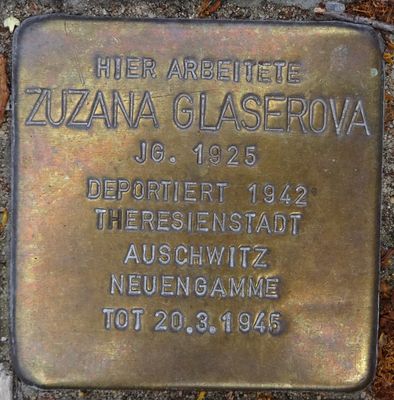 HIER ARBEITETE
ZUZANA GLASEROVA
JG. 1925
DEPORTIERT 1942
THERESIENSTADT
AUSCHWITZ
NEUENGAMME
TOT 20.3.1945